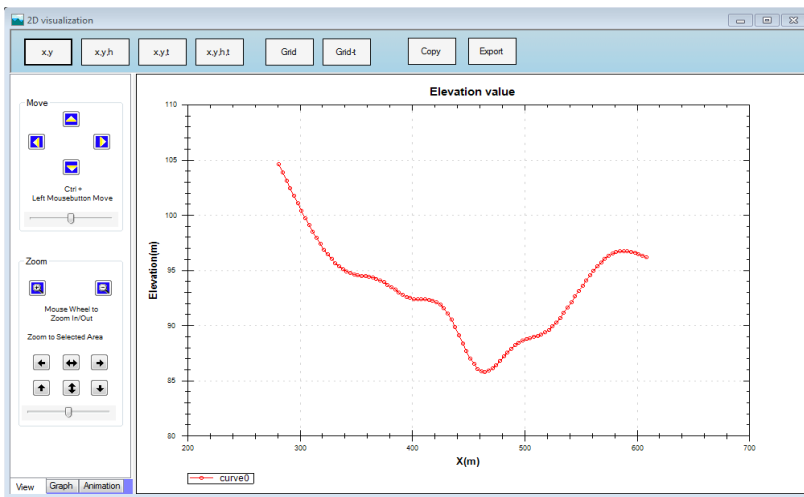 2D visualization
x,y
x,y,h
x,y,t
x,y,h,t
Grid
Grid-t
Copy
Export
Move
Ctrl +
Left Mousebutton Move
Zoom
Mouse Wheel to
Zoom In/Out
Zoom to Selected Area
View
Graph
Animation
Elevation value
Elevation(m)
110
105
100
95
90
85
80
200
300
400
500
600
700
X(m)
curve0